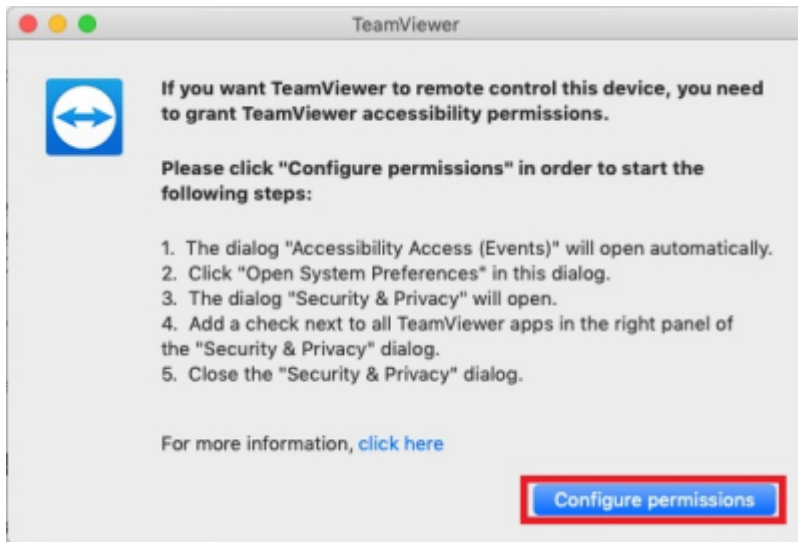 TeamViewer
If you want TeamViewer to remote control this device, you need
to grant TeamViewer accessibility permissions.
Please click "Configure permissions" in order to start the
following steps:
1. The dialog "Accessibility Access (Events)" will open automatically.
2. Click "Open System Preferences" in this dialog.
3. The dialog "Security & Privacy" will open.
4. Add a check next to all TeamViewer apps in the right panel of
the "Security & Privacy" dialog.
5. Close the "Security & Privacy" dialog.
For more information, click here
Configure permissions